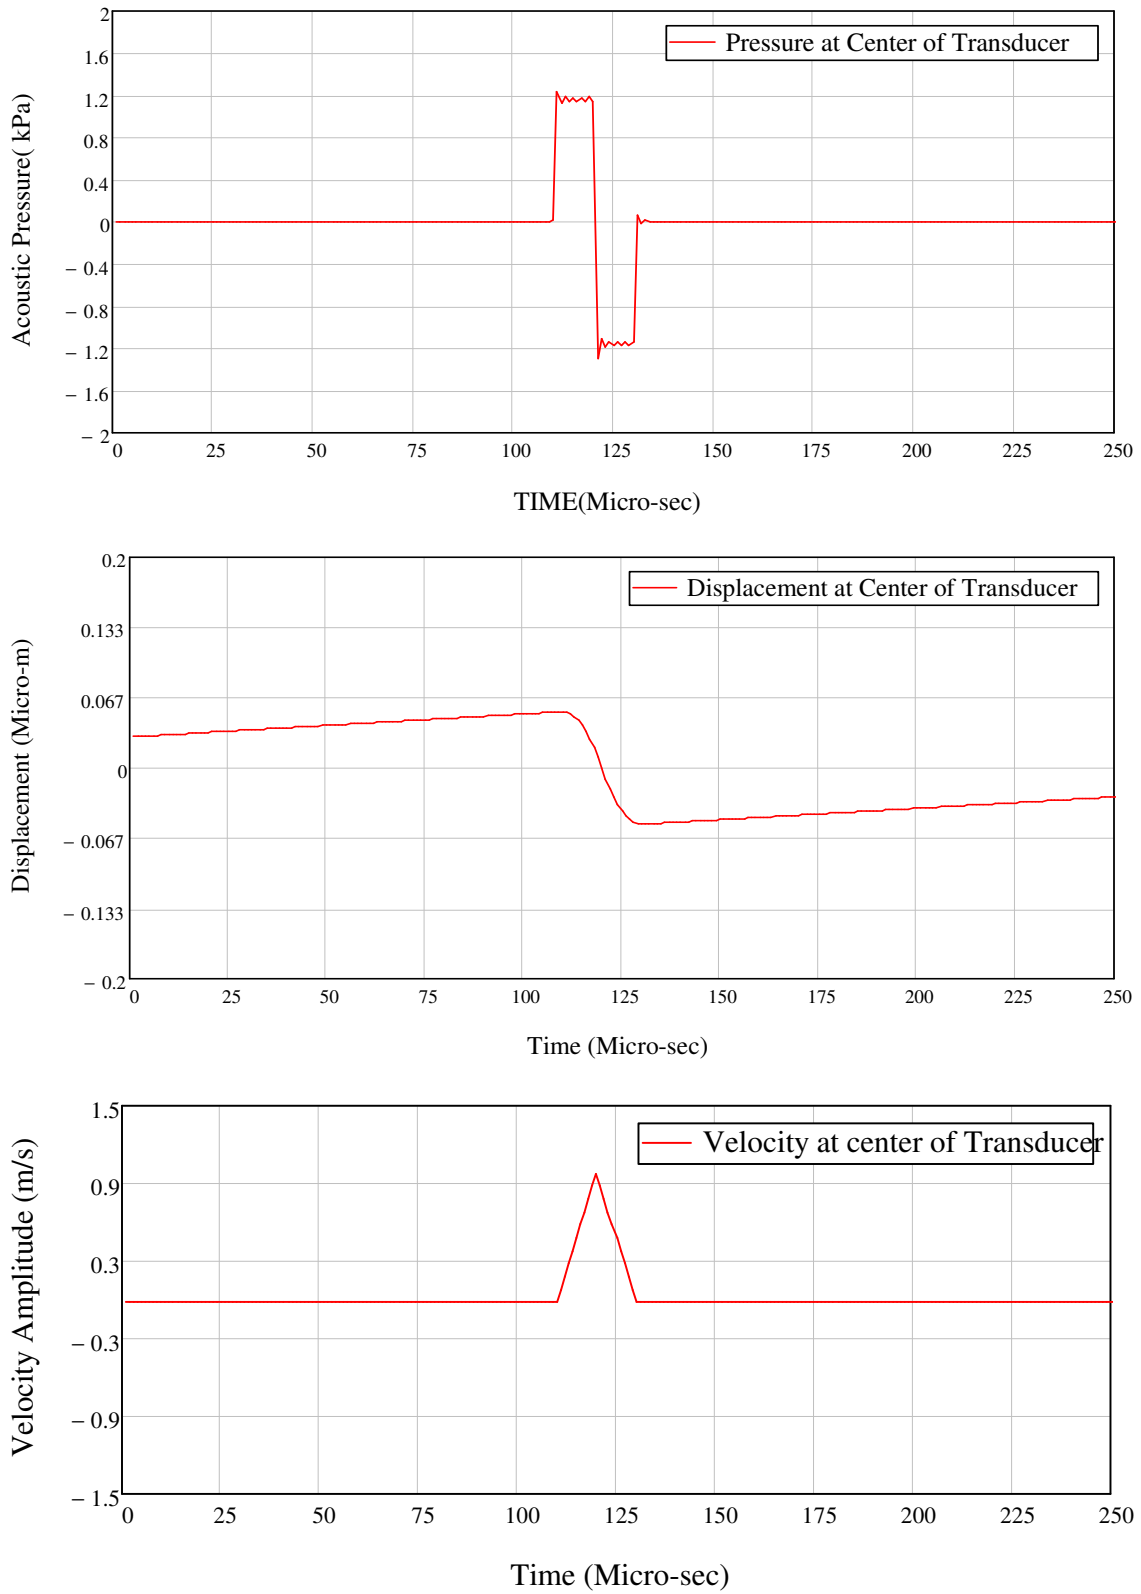 2
Pressure at Center of Transducer
1.6
1.2
0.8
0.4
0
− 0.4
− 0.8
− 1.2
− 1.6
− 2
Acoustic Pressure( kPa)
0 25 50 75 100 125 150 175 200 225 250
TIME(Micro-sec)
0.2
Displacement at Center of Transducer
0.133
0.067
0
− 0.067
− 0.133
− 0.2
Displacement (Micro-m)
0 25 50 75 100 125 150 175 200 225 250
Time (Micro-sec)
1.5
Velocity at center of Transducer
0.9
0.3
− 0.3
− 0.9
− 1.5
Velocity Amplitude (m/s)
0 25 50 75 100 125 150 175 200 225 250
Time (Micro-sec)